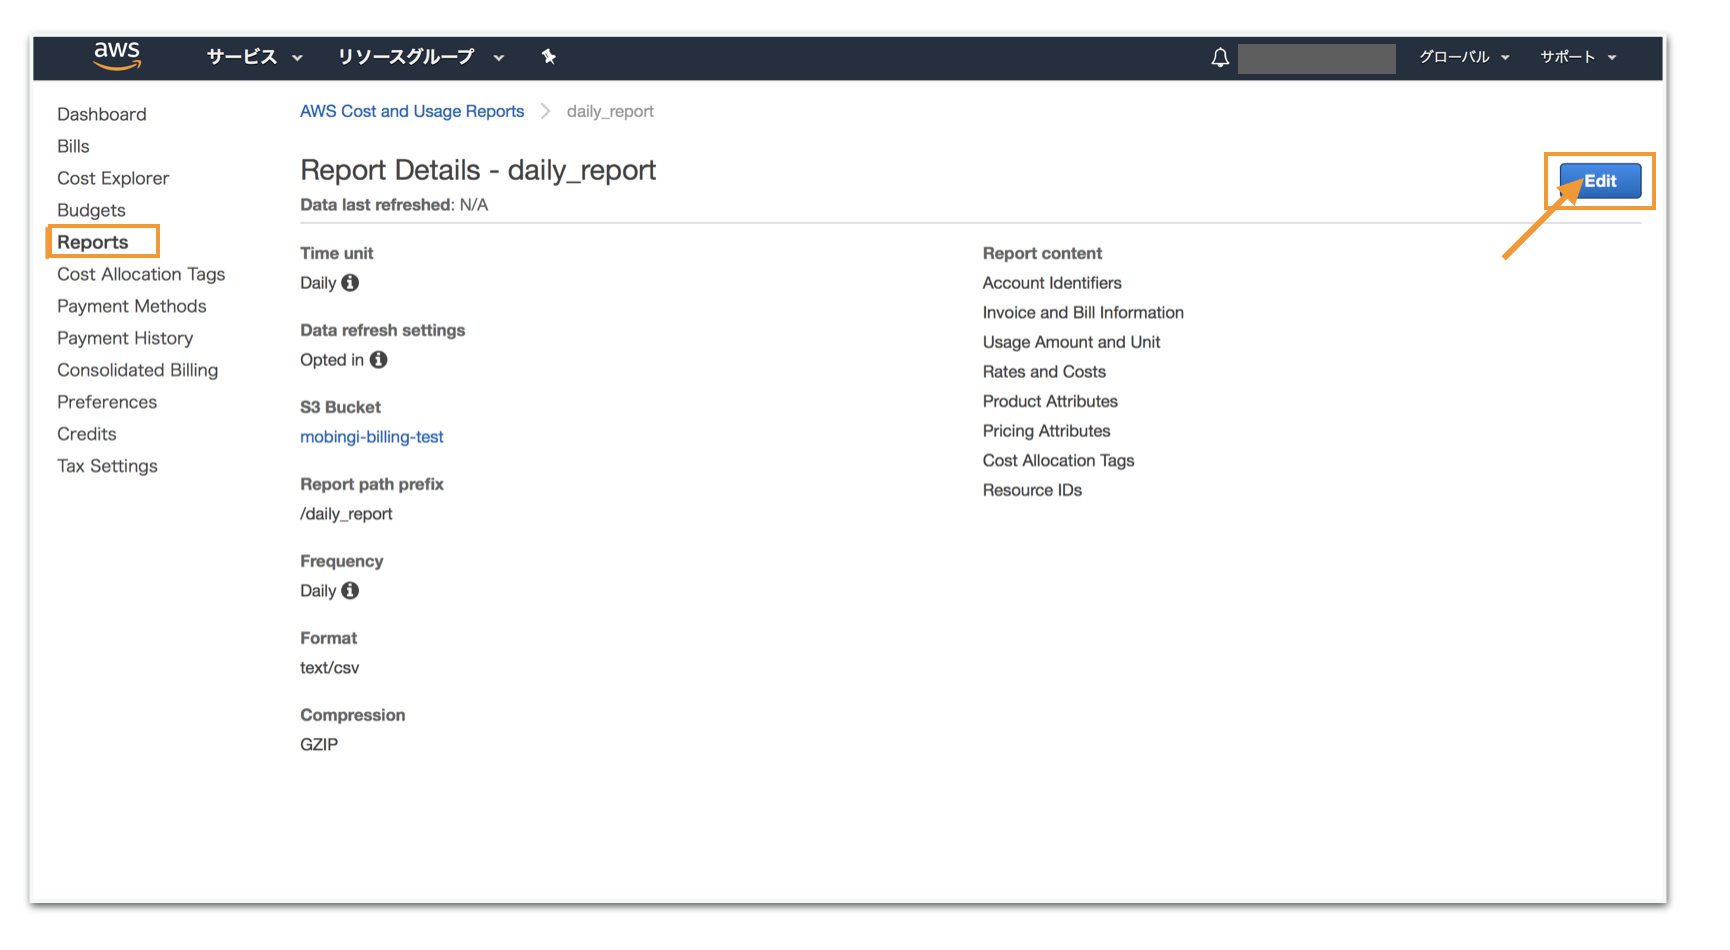 aws サービス リソースグループ グローバル サポート
Dashboard
Bills
Cost Explorer
Budgets
Reports
Cost Allocation Tags
Payment Methods
Payment History
Consolidated Billing
Preferences
Credits
Tax Settings
AWS Cost and Usage Reports daily_report
Report Details - daily_report
Edit
Data last refreshed: N/A
Time unit
Daily
Data refresh settings
Opted in
S3 Bucket
mobingi-billing-test
Report path prefix
/daily_report
Frequency
Daily
Format
text/csv
Compression
GZIP
Report content
Account Identifiers
Invoice and Bill Information
Usage Amount and Unit
Rates and Costs
Product Attributes
Pricing Attributes
Cost Allocation Tags
Resource IDs